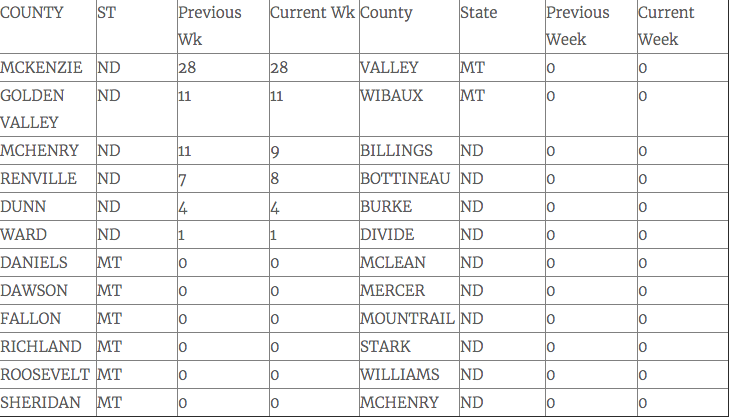 COUNTY ST Previous Wk Current Wk County State Previous Week Current Week
MCKENZIE ND 28 28 VALLEY MT 0 0
GOLDEN VALLEY ND 11 11 WIBAUX MT 0 0
MCHENRY ND 11 9 BILLINGS ND 0 0
RENVILLE ND 7 8 BOTTINEAU ND 0 0
DUNN ND 4 4 BURKE ND 0 0
WARD ND 1 1 DIVIDE ND 0 0
DANIELS MT 0 0 MCLEAN ND 0 0
DAWSON MT 0 0 MERCER ND 0 0
FALLON MT 0 0 MOUNTRAIL ND 0 0
RICHLAND MT 0 0 STARK ND 0 0
ROOSEVELT MT 0 0 WILLIAMS ND 0 0
SHERIDAN MT 0 0 MCHENRY ND 0 0